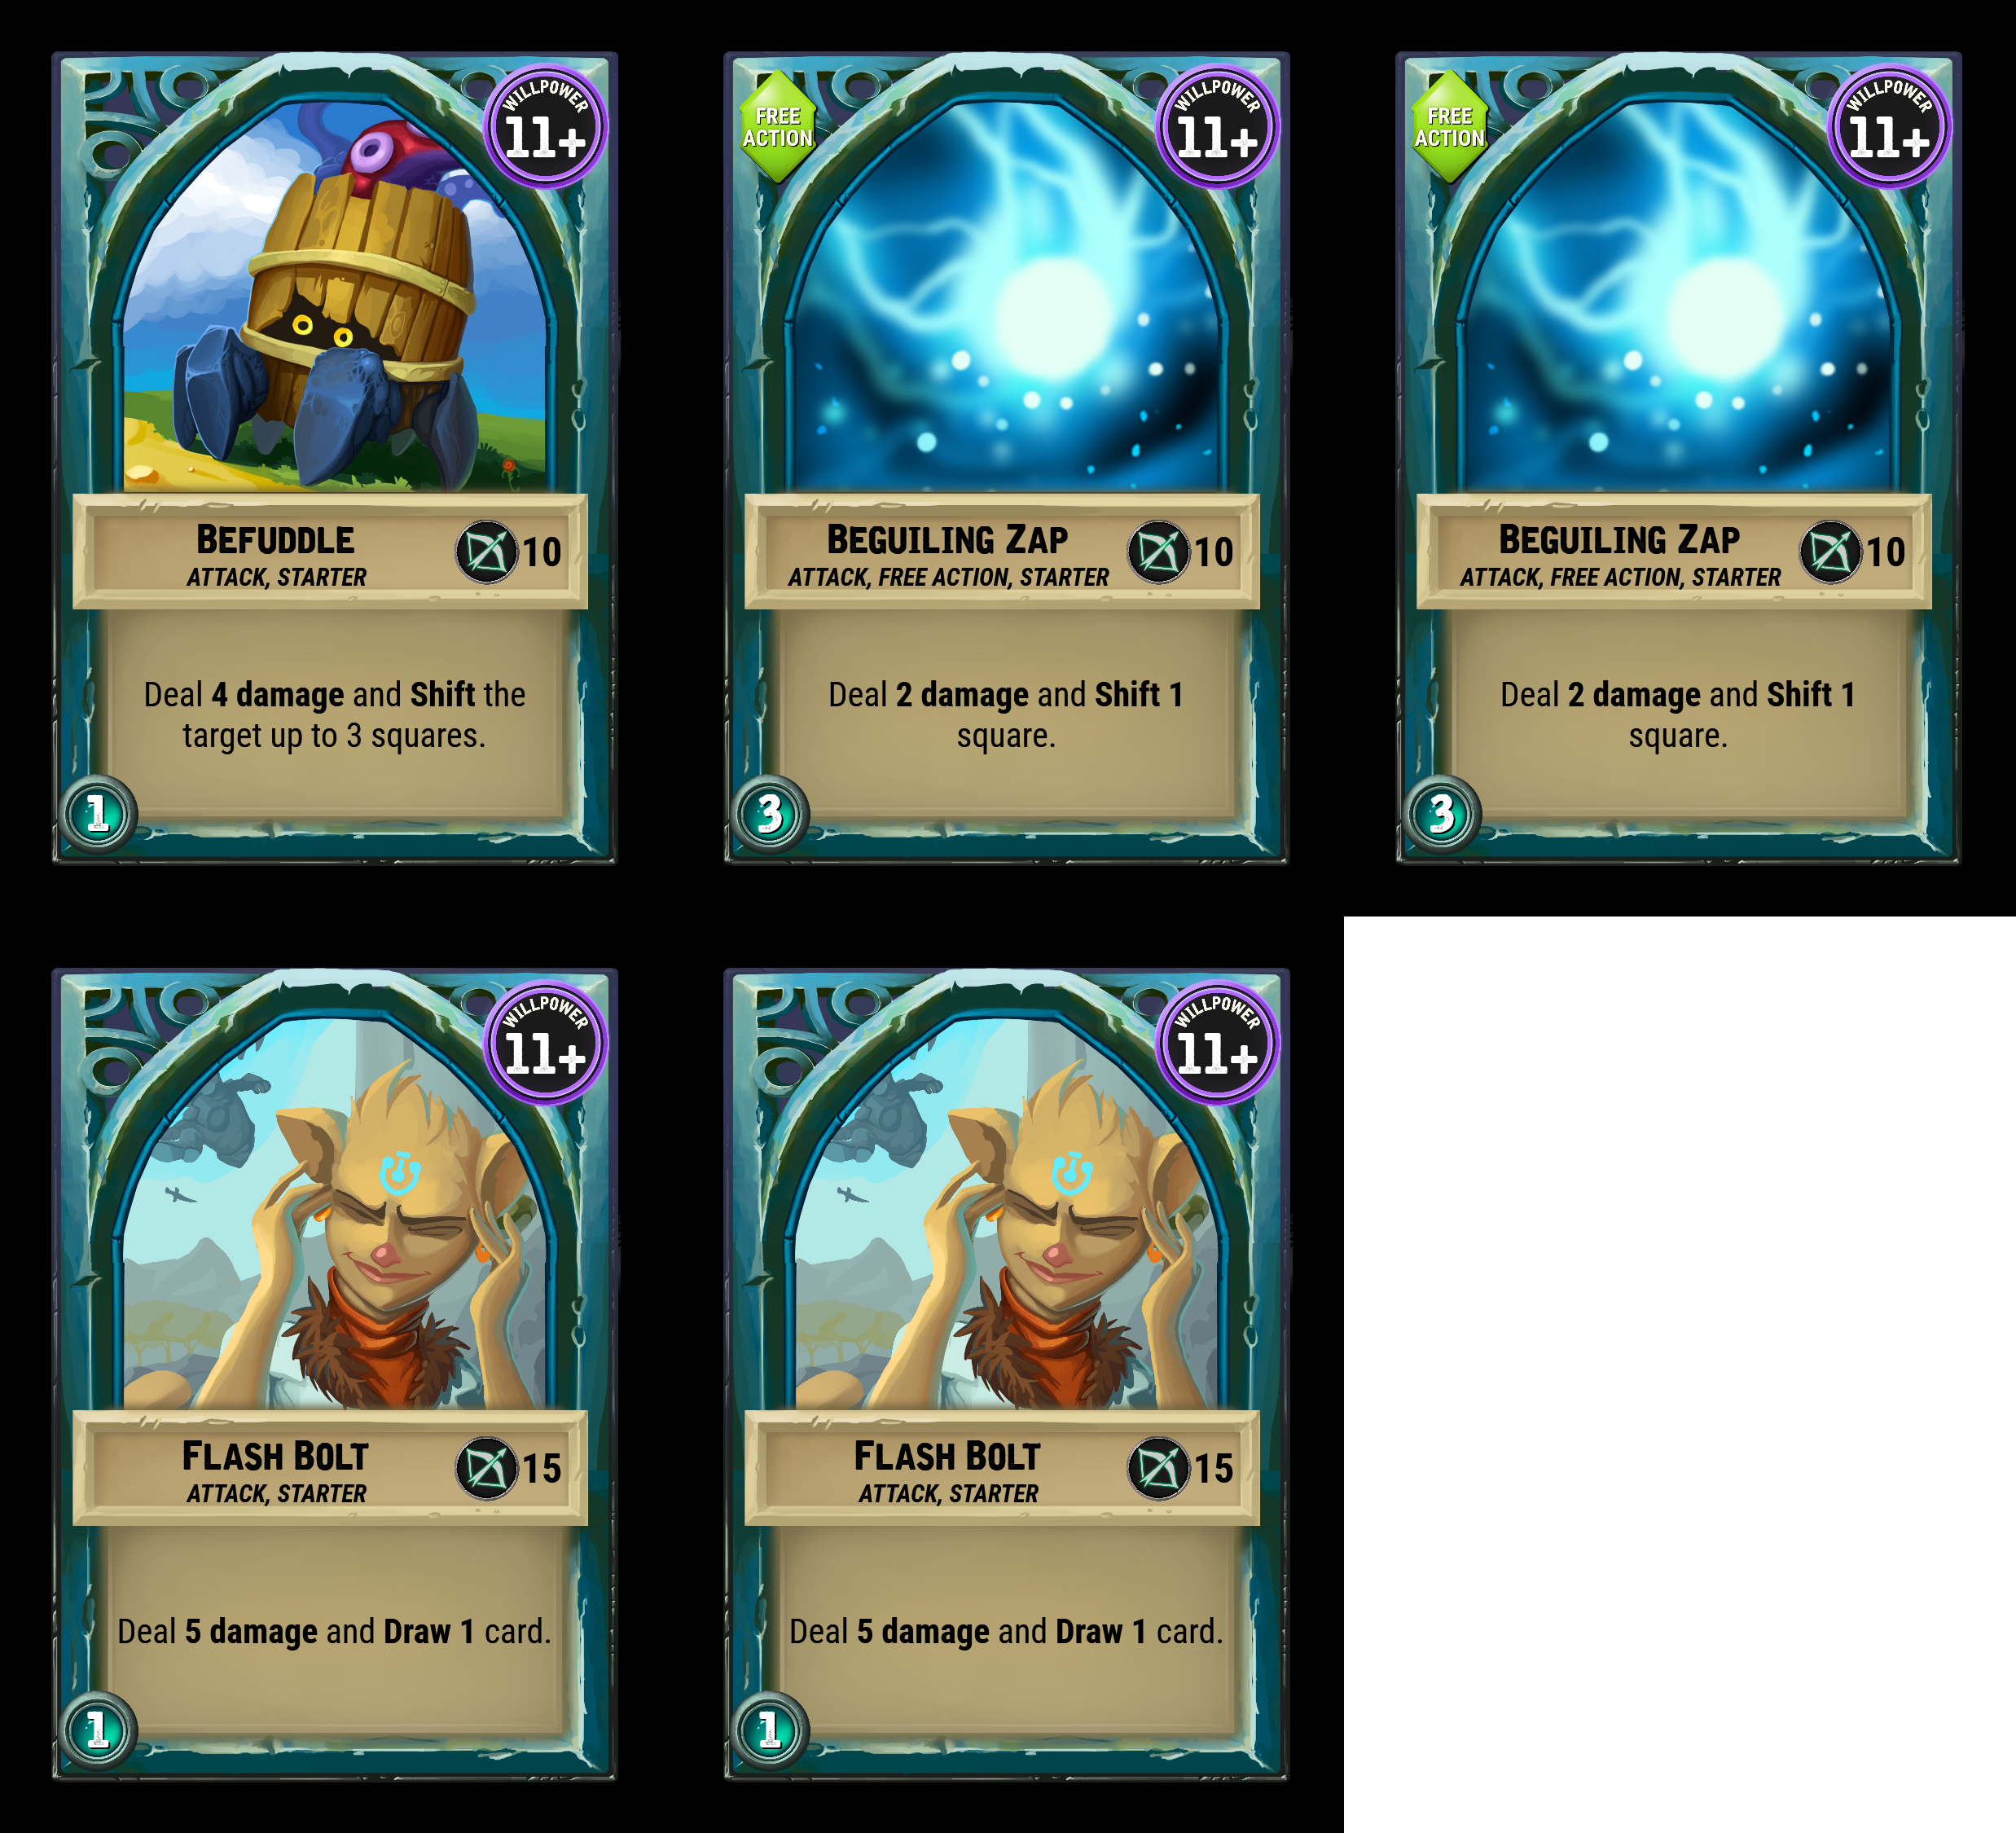 WILLPOWER
11+
BEFUDDLE
10
ATTACK, STARTER
Deal 4 damage and Shift the
target up to 3 squares.
1
FREE
ACTION
WILLPOWER
11+
BEGUILING ZAP
10
ATTACK, FREE ACTION, STARTER
Deal 2 damage and Shift 1
square.
3
FREE
ACTION
WILLPOWER
11+
BEGUILING ZAP
10
ATTACK, FREE ACTION, STARTER
Deal 2 damage and Shift 1
square.
3
WILLPOWER
11+
FLASH BOLT
15
ATTACK, STARTER
Deal 5 damage and Draw 1 card.
1
WILLPOWER
11+
FLASH BOLT
15
ATTACK, STARTER
Deal 5 damage and Draw 1 card.
1